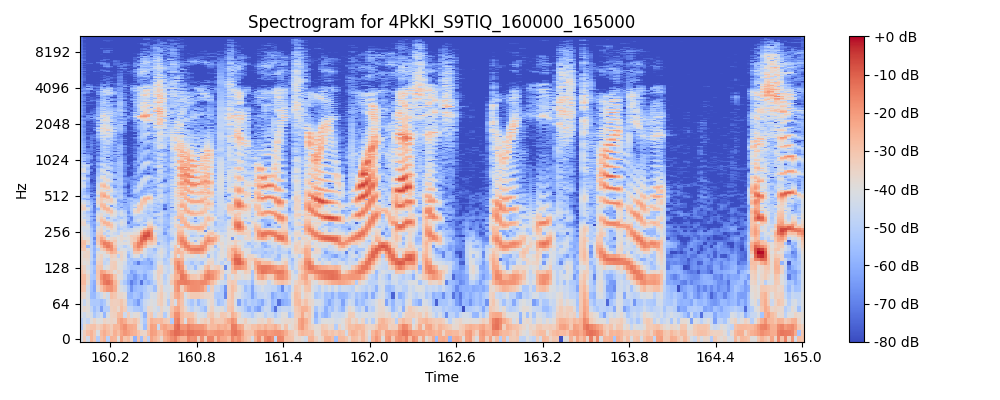 Spectrogram for 4PkKI_S9TIQ_160000_165000
8192
4096
2048
1024
512
256
128
64
0
Hz
160.2 160.8 161.4 162.0 162.6 163.2 163.8 164.4 165.0
Time
+0 dB
-10 dB
-20 dB
-30 dB
-40 dB
-50 dB
-60 dB
-70 dB
-80 dB